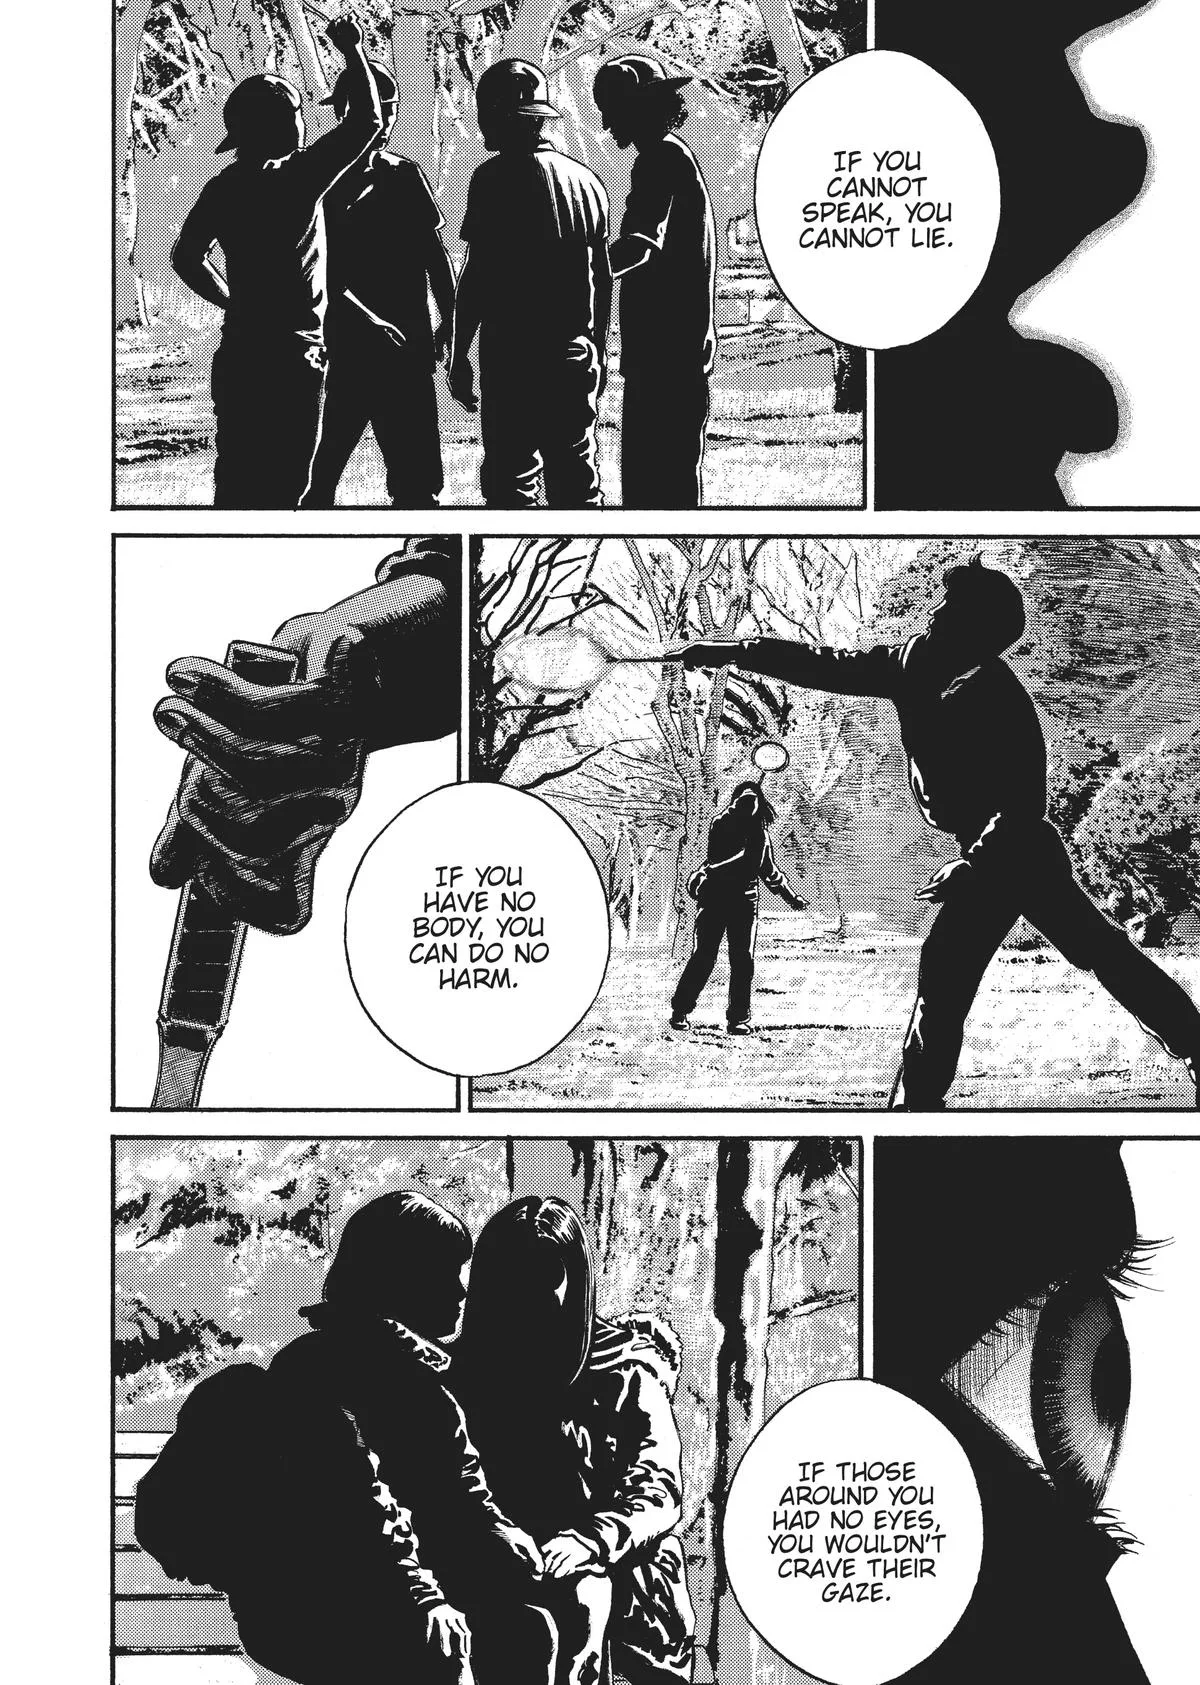 IF YOU
CANNOT
SPEAK, YOU
CANNOT LIE.
IF YOU
HAVE NO
BODY, YOU
CAN DO NO
HARM.
IF THOSE
AROUND YOU
HAD NO EYES,
YOU WOULDN'T
CRAVE THEIR
GAZE.